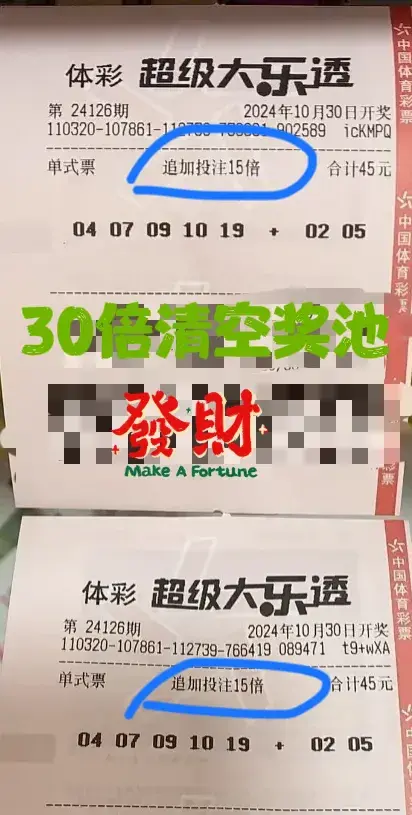 体彩 超级大乐透
第 24126期 2024年10月30日开奖
110320-107861- icKMPQ
单式票 追加投注15倍 合计45元
04 07 09 10 19 + 02 05
中国体育彩票
30倍清空奖池
發財
Make A Fortune
彩票
体彩 超级大乐透
第 24126期 2024年10月30日开奖
110320-107861-112739-766419 089471 t9+wXA
单式票 追加投注15倍 合计45元
04 07 09 10 19 + 02 05
中国体育彩票